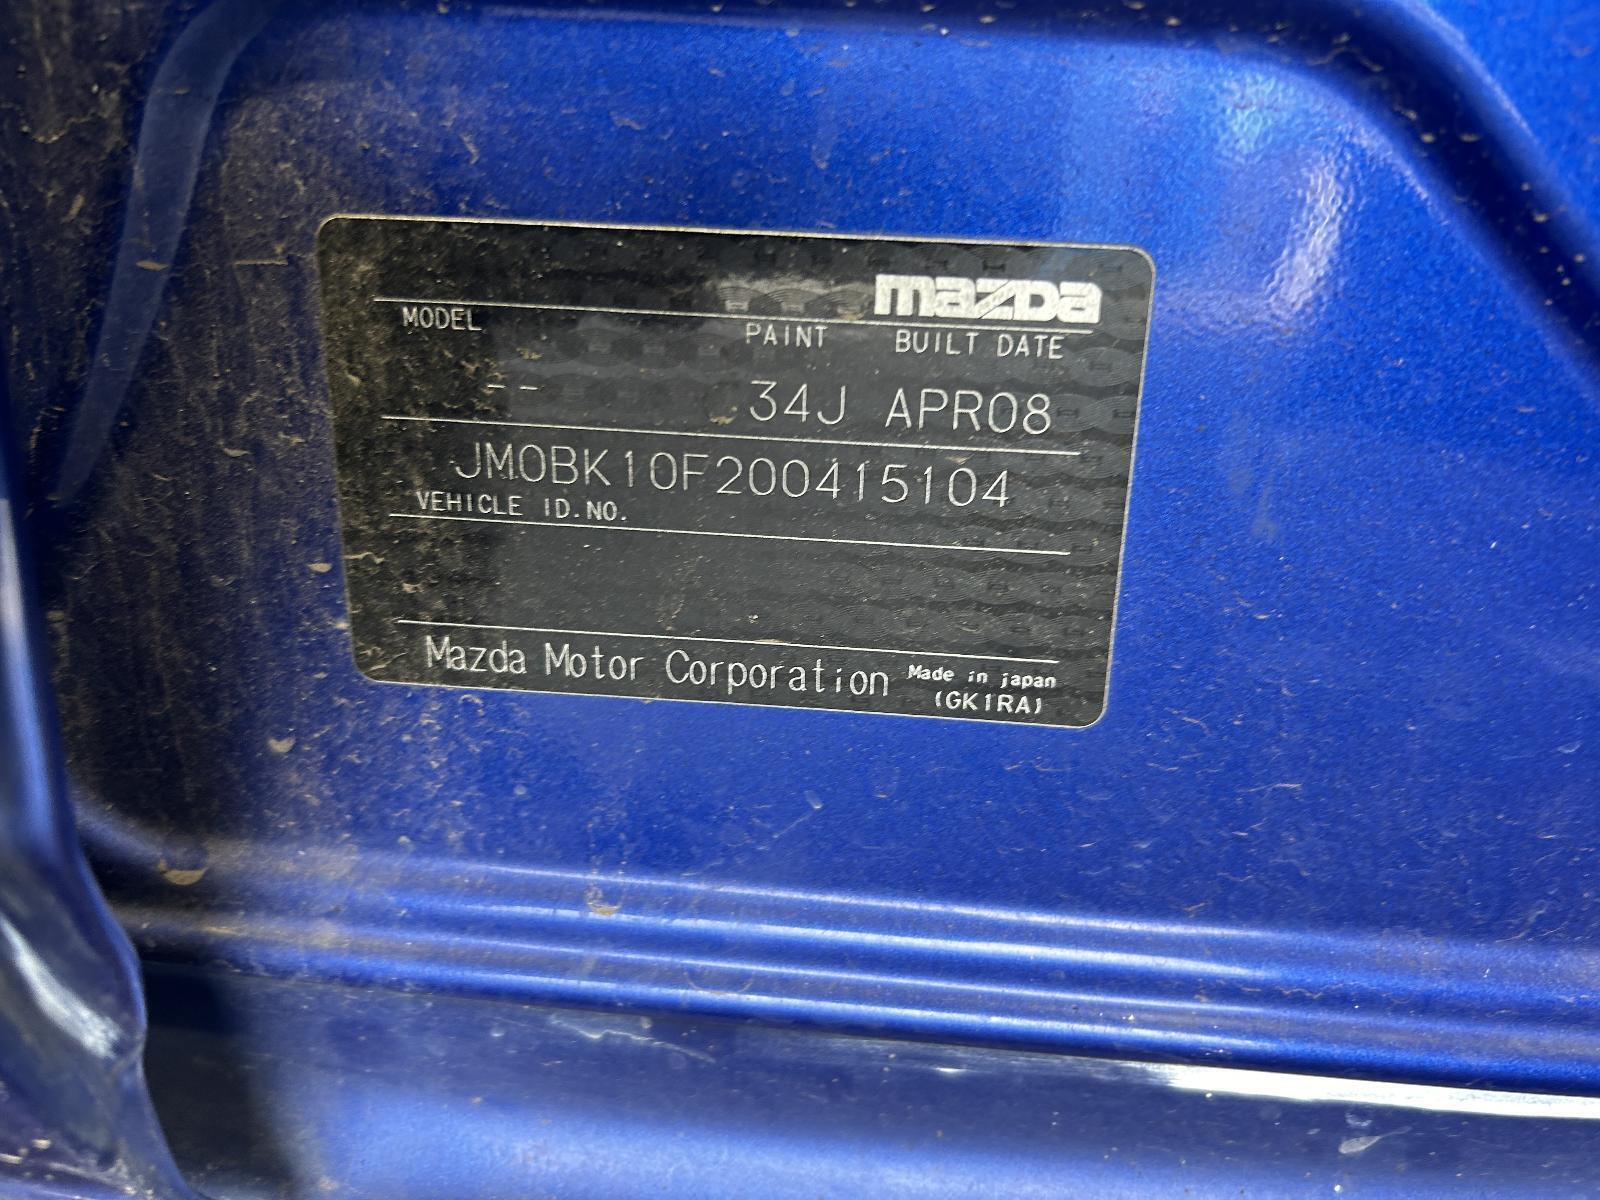 mazda
MODEL PAINT BUILT DATE
-- 34J APR08
JM0BK10F200415104
VEHICLE ID.NO.
Mazda Motor Corporation Made in japan
(GK1RA)